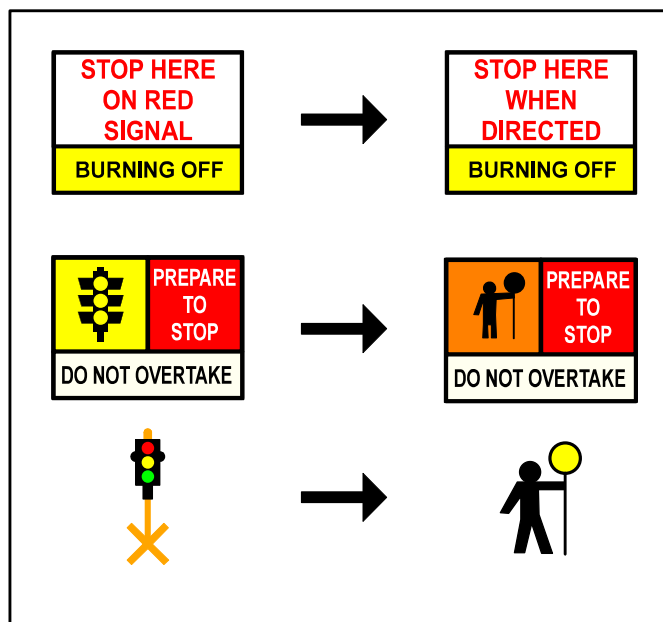 STOP HERE
ON RED
SIGNAL
BURNING OFF
STOP HERE
WHEN
DIRECTED
BURNING OFF
PREPARE
TO
STOP
DO NOT OVERTAKE
PREPARE
TO
STOP
DO NOT OVERTAKE